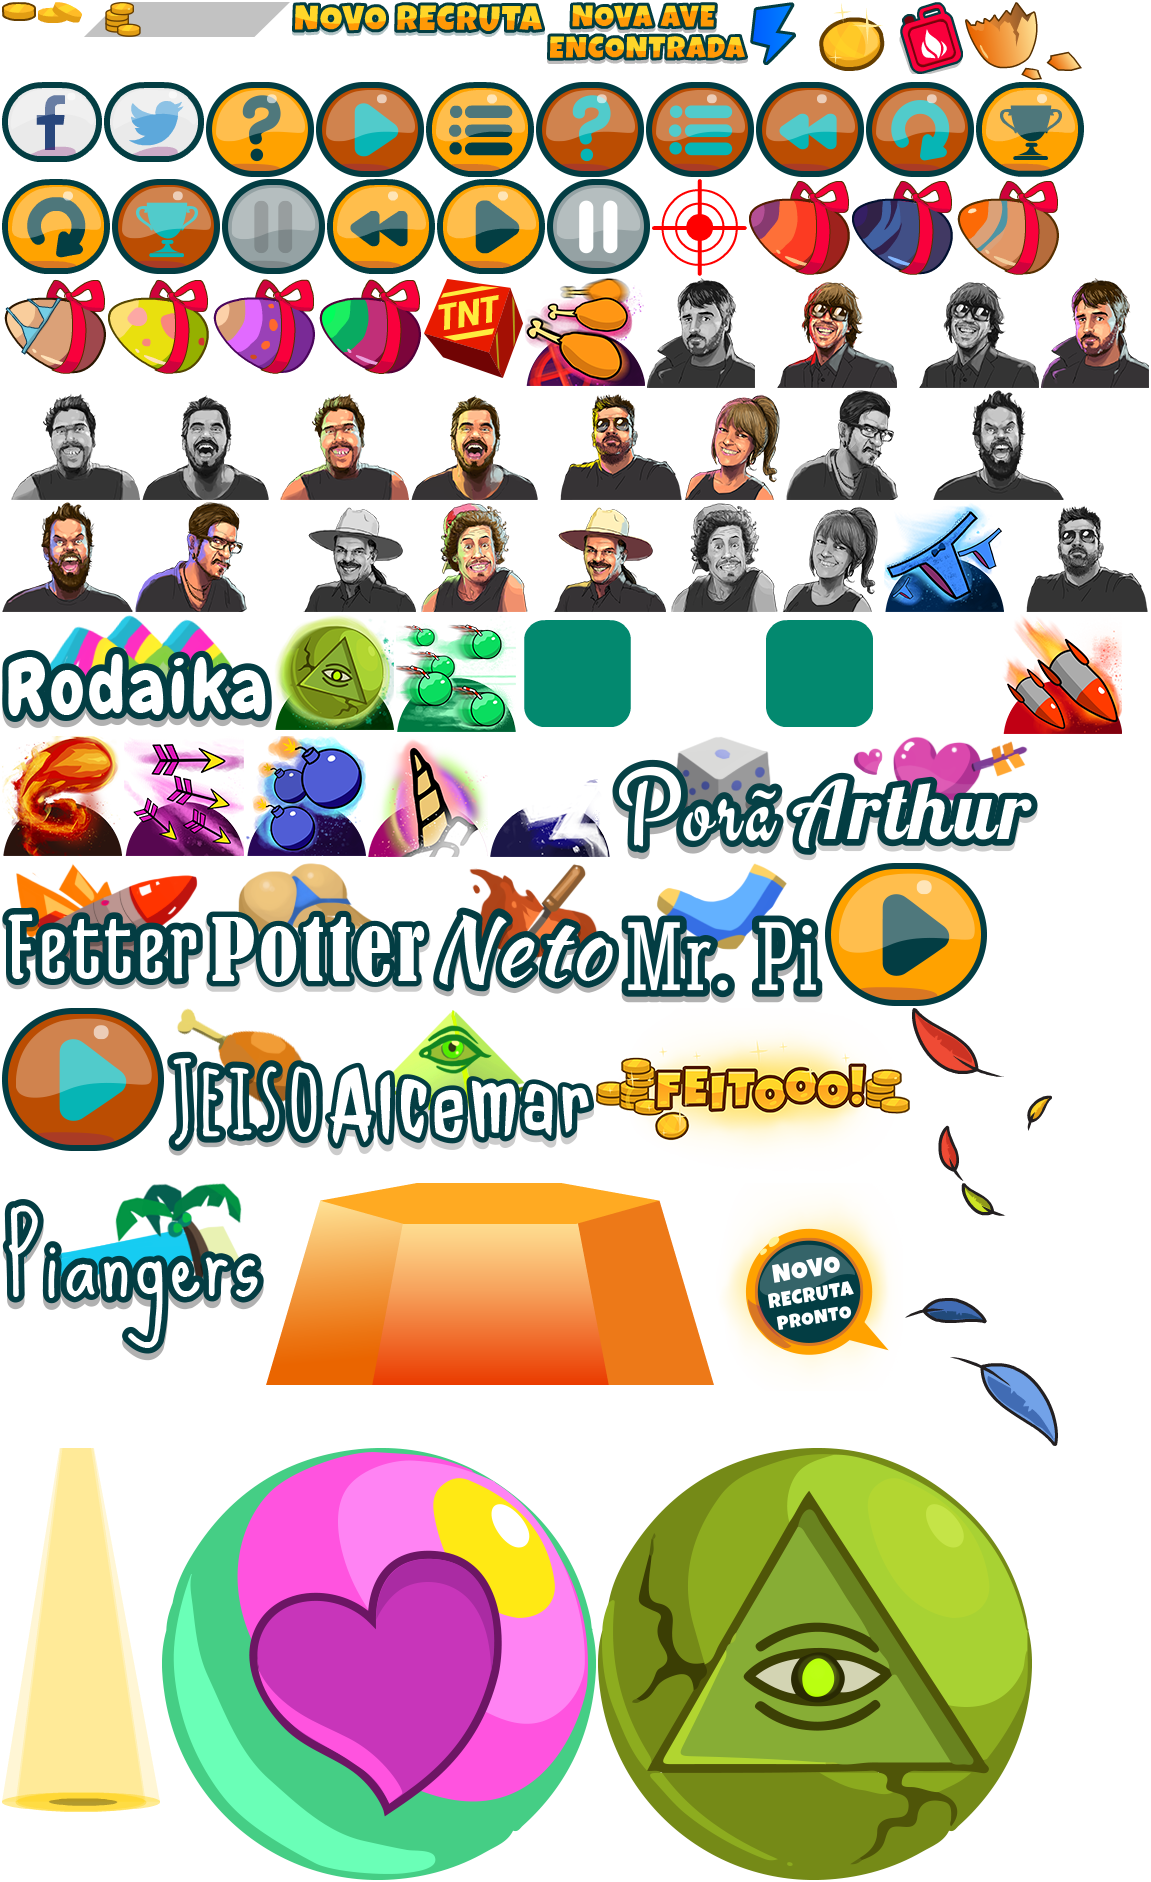 NOVO RECRUTA
NOVA AVE
ENCONTRADA
f
?
?
TNT
Rodaika
Porã
Arthur
Fetter
Potter
Neto
Mr. Pi
JEISO
Alcemar
FEITOOO!
Piangers
NOVO
RECRUTA
PRONTO